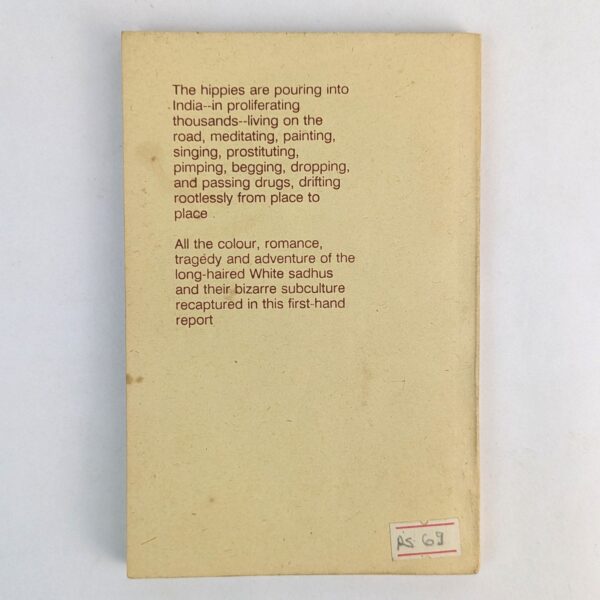 The hippies are pouring into
India--in proliferating
thousands--living on the
road, meditating, painting,
singing, prostituting,
pimping, begging, dropping,
and passing drugs, drifting
rootlessly from place to
place
All the colour, romance,
tragedy and adventure of the
long-haired White sadhus
and their bizarre subculture
recaptured in this first-hand
report
RS 69